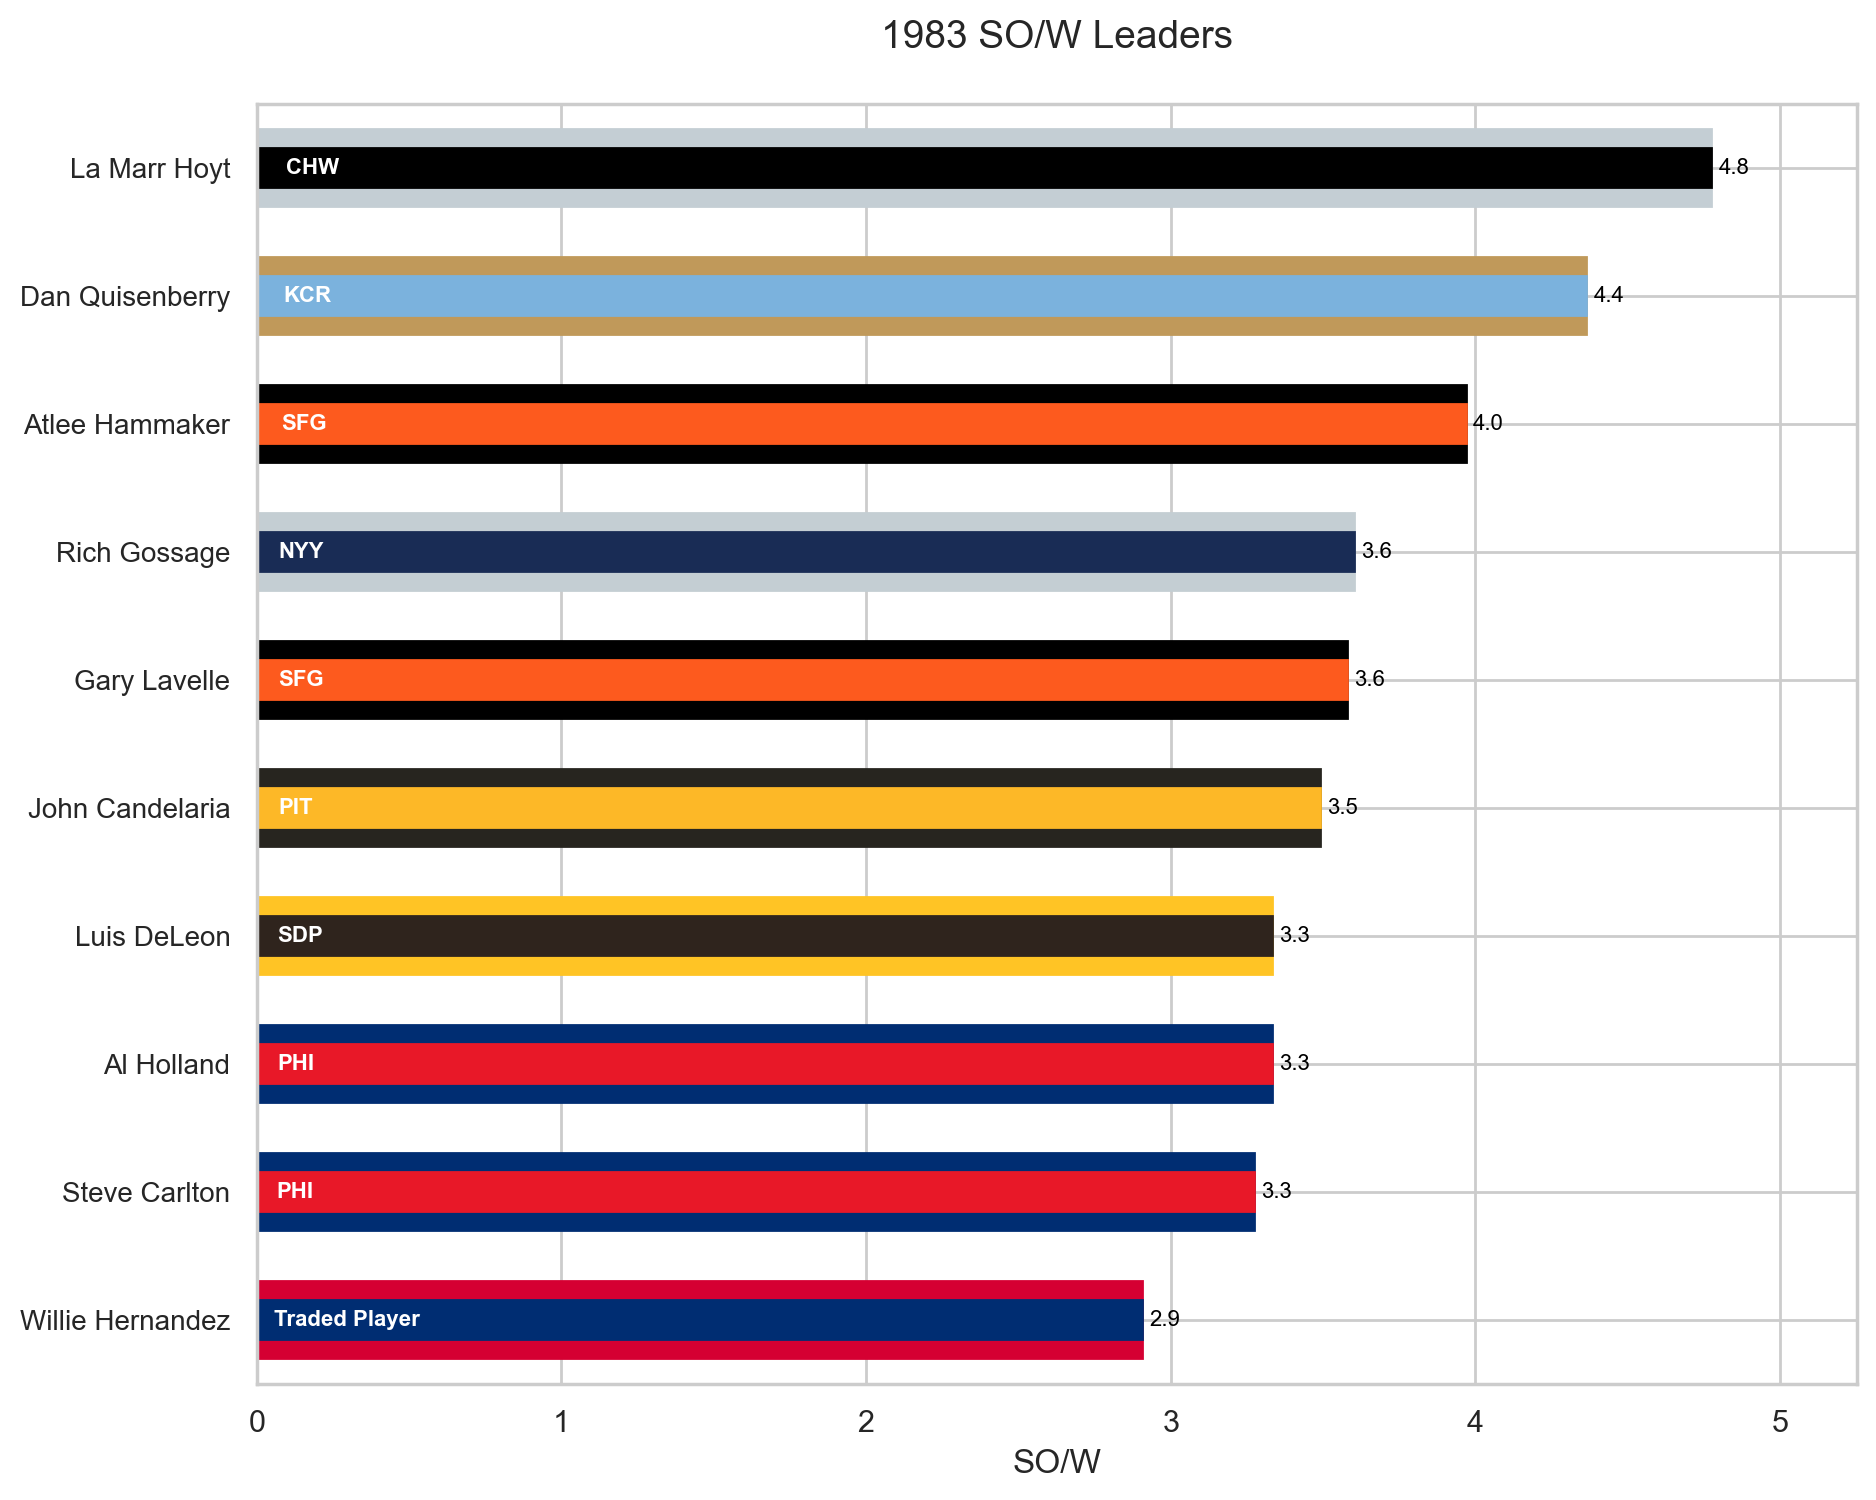 1983 SO/W Leaders
La Marr Hoyt
CHW
4.8
Dan Quisenberry
KCR
4.4
Atlee Hammaker
SFG
4.0
Rich Gossage
NYY
3.6
Gary Lavelle
SFG
3.6
John Candelaria
PIT
3.5
Luis DeLeon
SDP
3.3
Al Holland
PHI
3.3
Steve Carlton
PHI
3.3
Willie Hernandez
Traded Player
2.9
0 1 2 3 4 5
SO/W